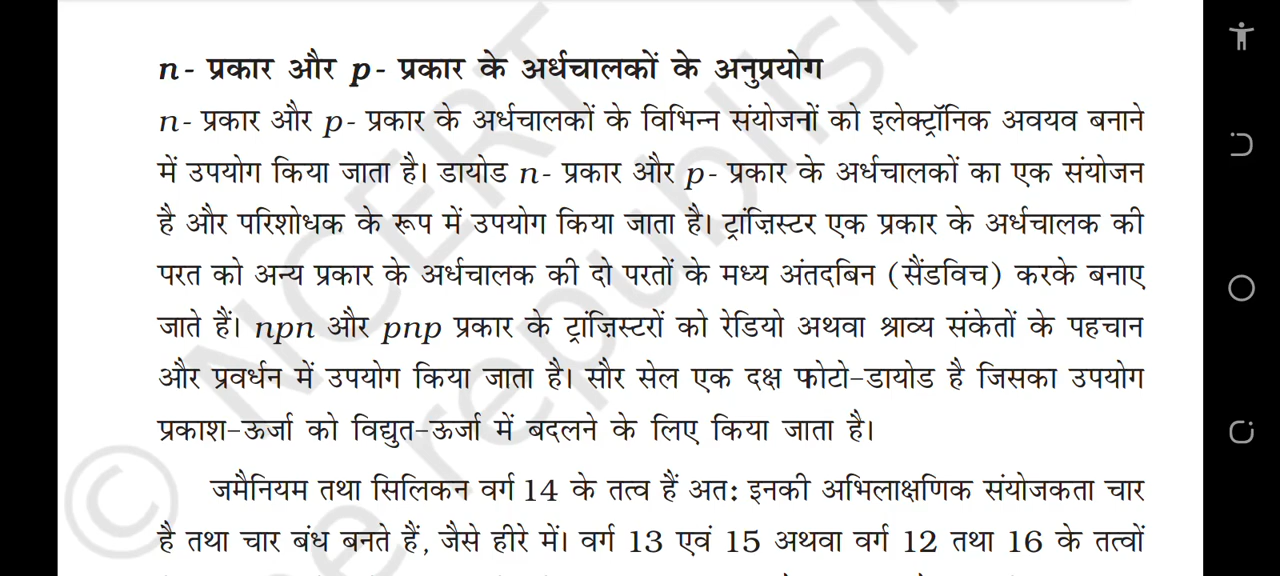 n- प्रकार और p- प्रकार के अर्धचालकों के अनुप्रयोग
n- प्रकार और p- प्रकार के अर्धचालकों के विभिन्न संयोजनों को इलेक्ट्रॉनिक अवयव बनाने
में उपयोग किया जाता है। डायोड n- प्रकार और p- प्रकार के अर्धचालकों का एक संयोजन
है और परिशोधक के रूप में उपयोग किया जाता है। ट्रांज़िस्टर एक प्रकार के अर्धचालक की
परत को अन्य प्रकार के अर्धचालक की दो परतों के मध्य अंतदबिन (सैंडविच) करके बनाए
जाते हैं। npn और pnp प्रकार के ट्रांज़िस्टरों को रेडियो अथवा श्राव्य संकेतों के पहचान
और प्रवर्धन में उपयोग किया जाता है। सौर सेल एक दक्ष फोटो-डायोड है जिसका उपयोग
प्रकाश-ऊर्जा को विद्युत-ऊर्जा में बदलने के लिए किया जाता है।
जमैनियम तथा सिलिकन वर्ग 14 के तत्व हैं अत: इनकी अभिलाक्षणिक संयोजकता चार
है तथा चार बंध बनते हैं, जैसे हीरे में। वर्ग 13 एवं 15 अथवा वर्ग 12 तथा 16 के तत्वों
© NCERT
republish